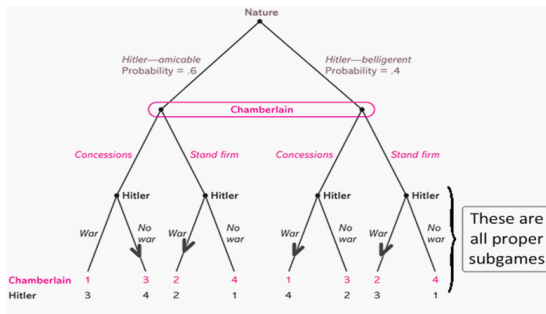 Nature
Hitler—amicable
Probability = .6
Hitler—belligerent
Probability = .4
Chamberlain
Concessions
Stand firm
Concessions
Stand firm
Hitler
Hitler
Hitler
Hitler
War
No
war
War
No
war
War
No
war
War
No
war
These are
all proper
subgames
Chamberlain 1 3 2 4 1 3 2 4
Hitler 3 4 2 1 4 2 3 1